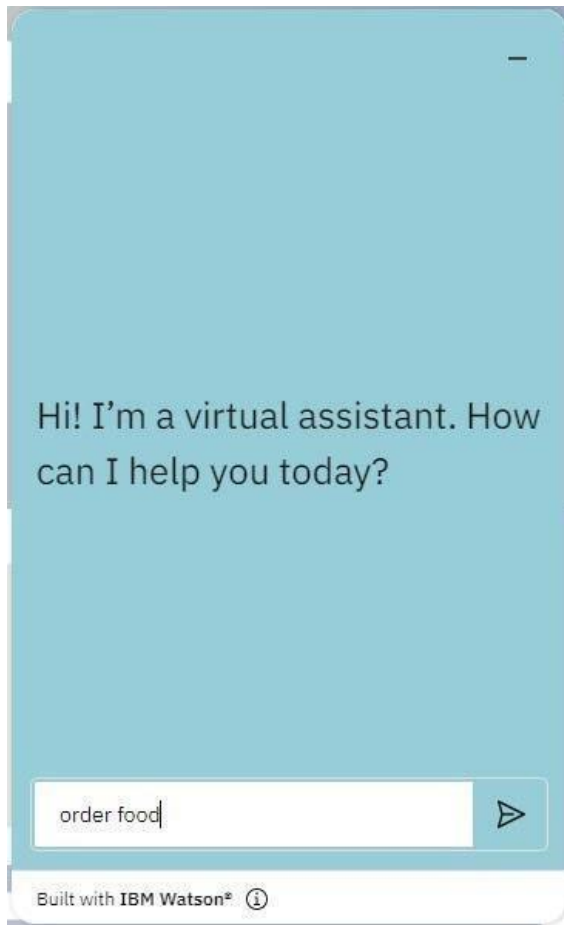 Hi! I’m a virtual assistant. How
can I help you today?
order food
Built with IBM Watson®